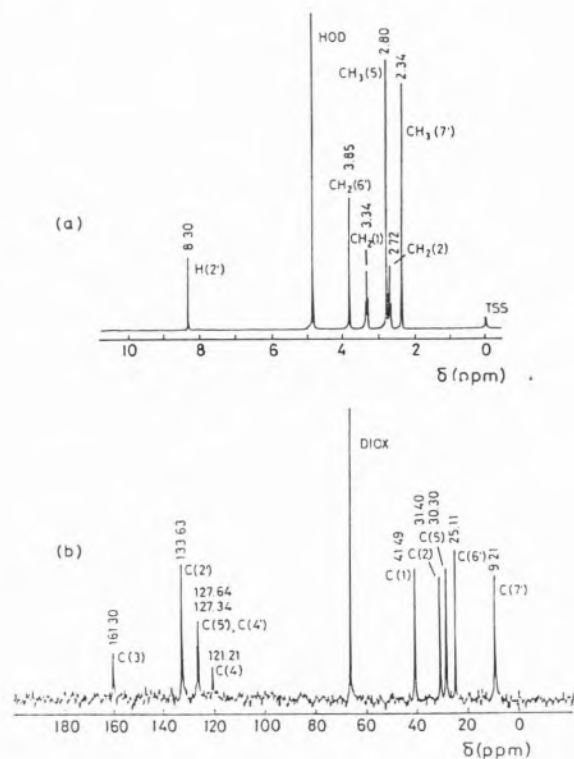 (a)
HOD
2.80
CH3(5)
2.34
CH3(7')
3.85
CH2(6')
3.34
CH2(1)
2.72
CH2(2)
8 30
H(2')
TSS
10 8 6 4 2 0
δ(ppm)
(b)
DIOX
133.63
C(2')
127.64
127.34
C(5'), C(4')
161.30
C(3)
121.21
C(4)
41.49
C(1)
31.40
C(2)
30.30
C(5)
25.11
C(6')
9.21
C(7')
180 160 140 120 100 80 60 40 20 0
δ(ppm)